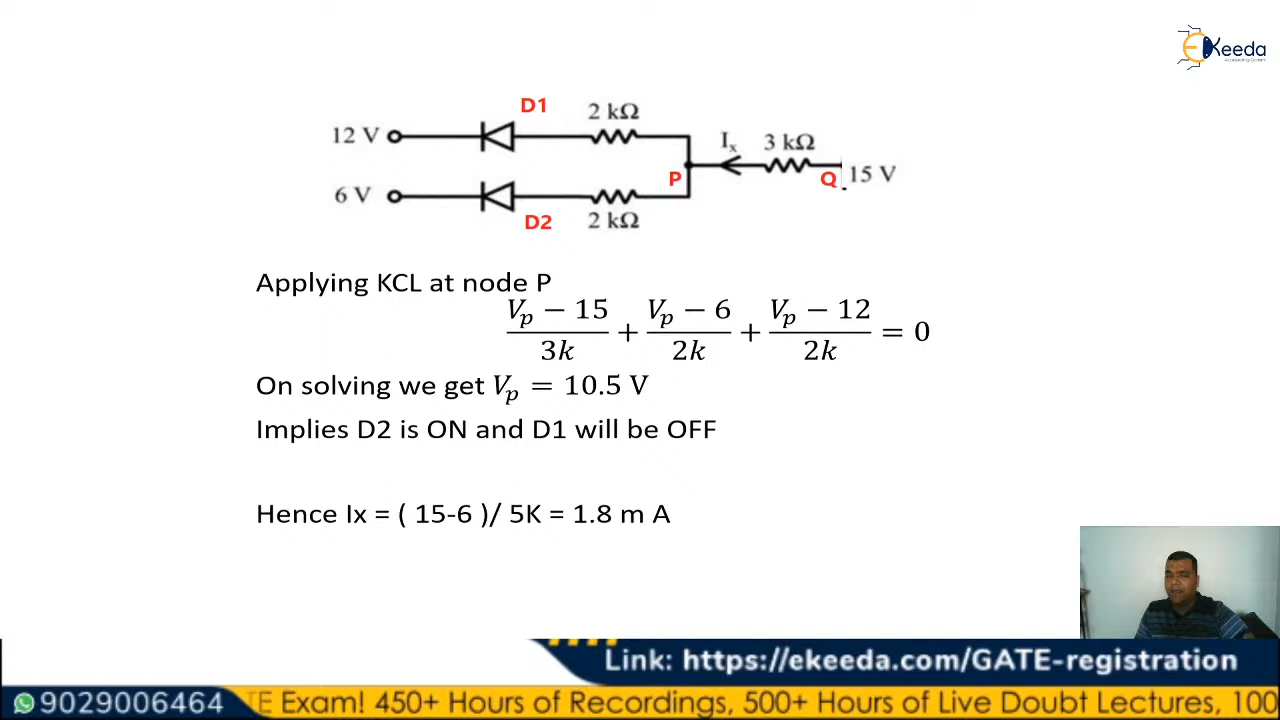 EKeeda
D1
2 kΩ
12 V
Ix
3 kΩ
P
Q
15 V
6 V
D2
2 kΩ
Applying KCL at node P
Vp − 15 / 3k + Vp − 6 / 2k + Vp − 12 / 2k = 0
On solving we get Vp = 10.5 V
Implies D2 is ON and D1 will be OFF
Hence Ix = ( 15-6 )/ 5K = 1.8 m A
Link: https://ekeeda.com/GATE-registration
9029006464
TE Exam! 450+ Hours of Recordings, 500+ Hours of Live Doubt Lectures, 100